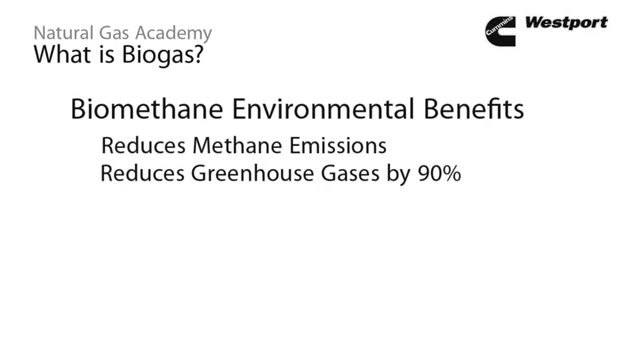 Natural Gas Academy
What is Biogas?
Cummins Westport
Biomethane Environmental Benefits
Reduces Methane Emissions
Reduces Greenhouse Gases by 90%